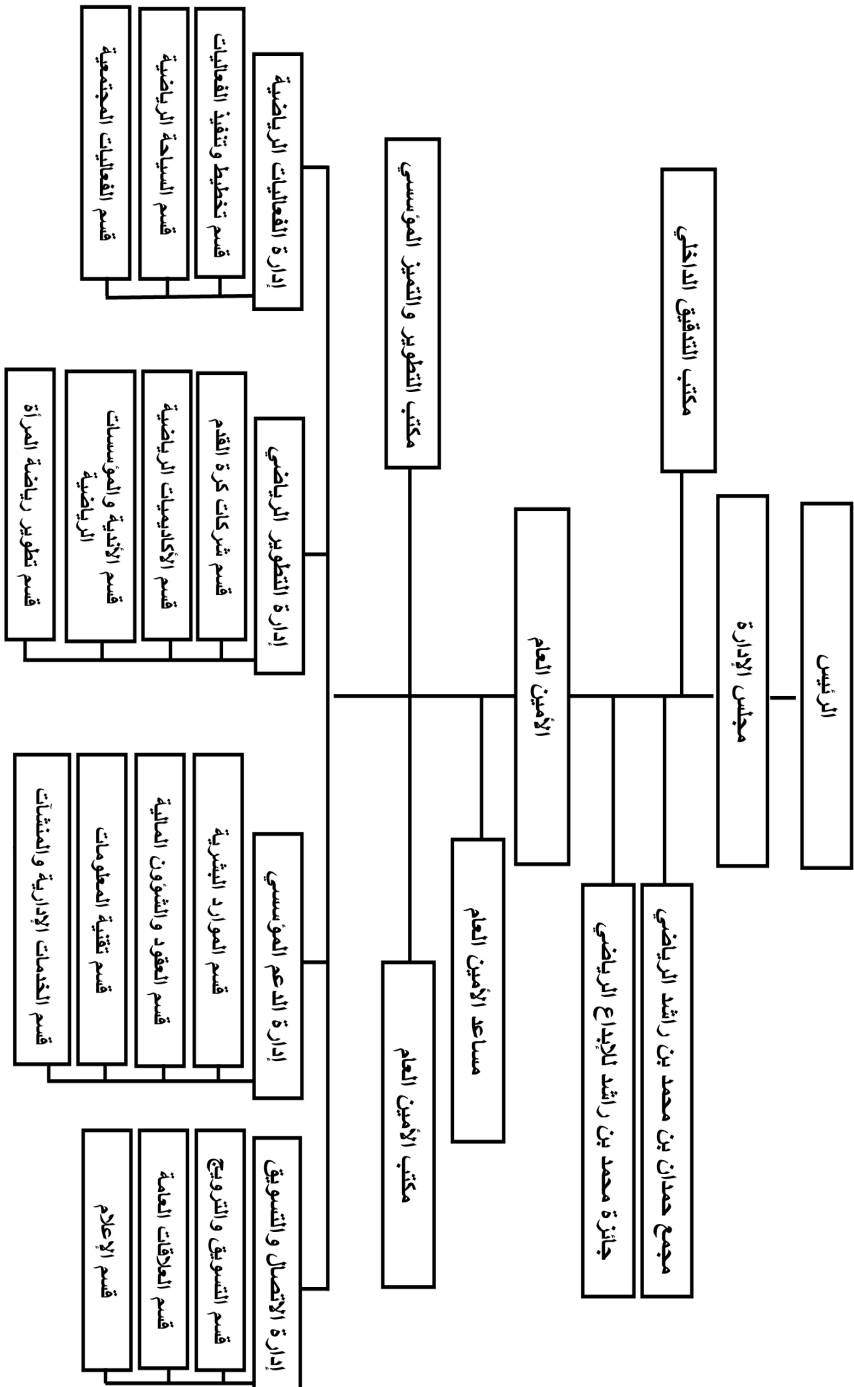 الرئيس
مجلس الإدارة
مكتب التدقيق الداخلي
مجمع حمدان بن محمد بن راشد الرياضي
جائزة محمد بن راشد للإبداع الرياضي
الأمين العام
مساعد الأمين العام
مكتب التطوير والتميز المؤسسي
مكتب الأمين العام
إدارة الاتصال والتسويق
قسم التسويق والترويج
قسم العلاقات العامة
قسم الإعلام
إدارة الدعم المؤسسي
قسم الموارد البشرية
قسم العقود والشؤون المالية
قسم تقنية المعلومات
قسم الخدمات الإدارية والمنشآت
إدارة التطوير الرياضي
قسم شركات كرة القدم
قسم الأكاديميات الرياضية
قسم الأندية والمؤسسات
الرياضية
قسم تطوير رياضة المرأة
إدارة الفعاليات الرياضية
قسم تخطيط وتنفيذ الفعاليات
قسم السياحة الرياضية
قسم الفعاليات المجتمعية